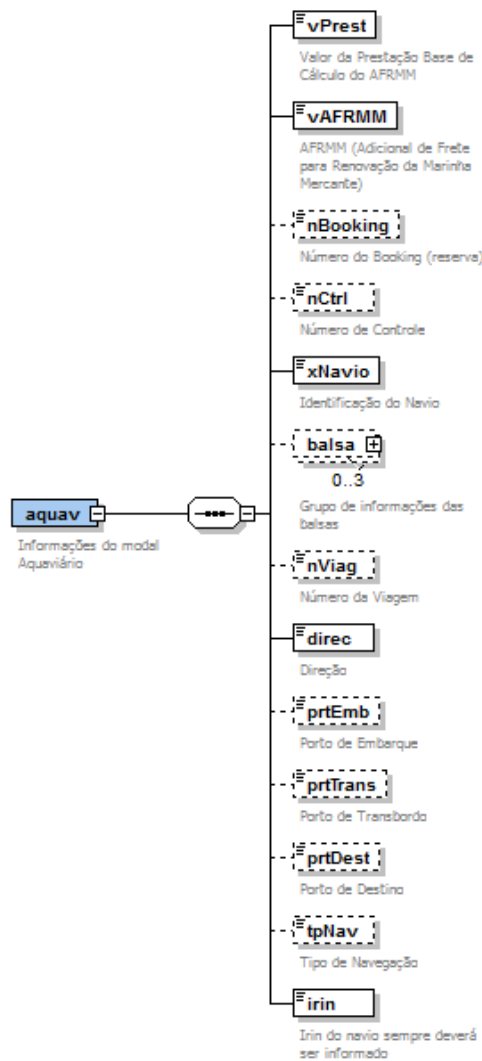 vPrest
Valor da Prestação Base de
Cálculo do AFRMM
vAFRMM
AFRMM (Adicional de Frete
para Renovação da Marinha
Mercante)
nBooking
Número do Booking (reserva)
nCtrl
Número de Controle
xNavio
Identificação do Navio
balsa
0..3
Grupo de informações das
balsas
aquav
Informações do modal
Aquaviário
nViag
Número da Viagem
direc
Direção
prtEmb
Porto de Embarque
prtTrans
Porto de Transbordo
prtDest
Porto de Destino
tpNav
Tipo de Navegação
irin
Irin do navio sempre deverá
ser informado